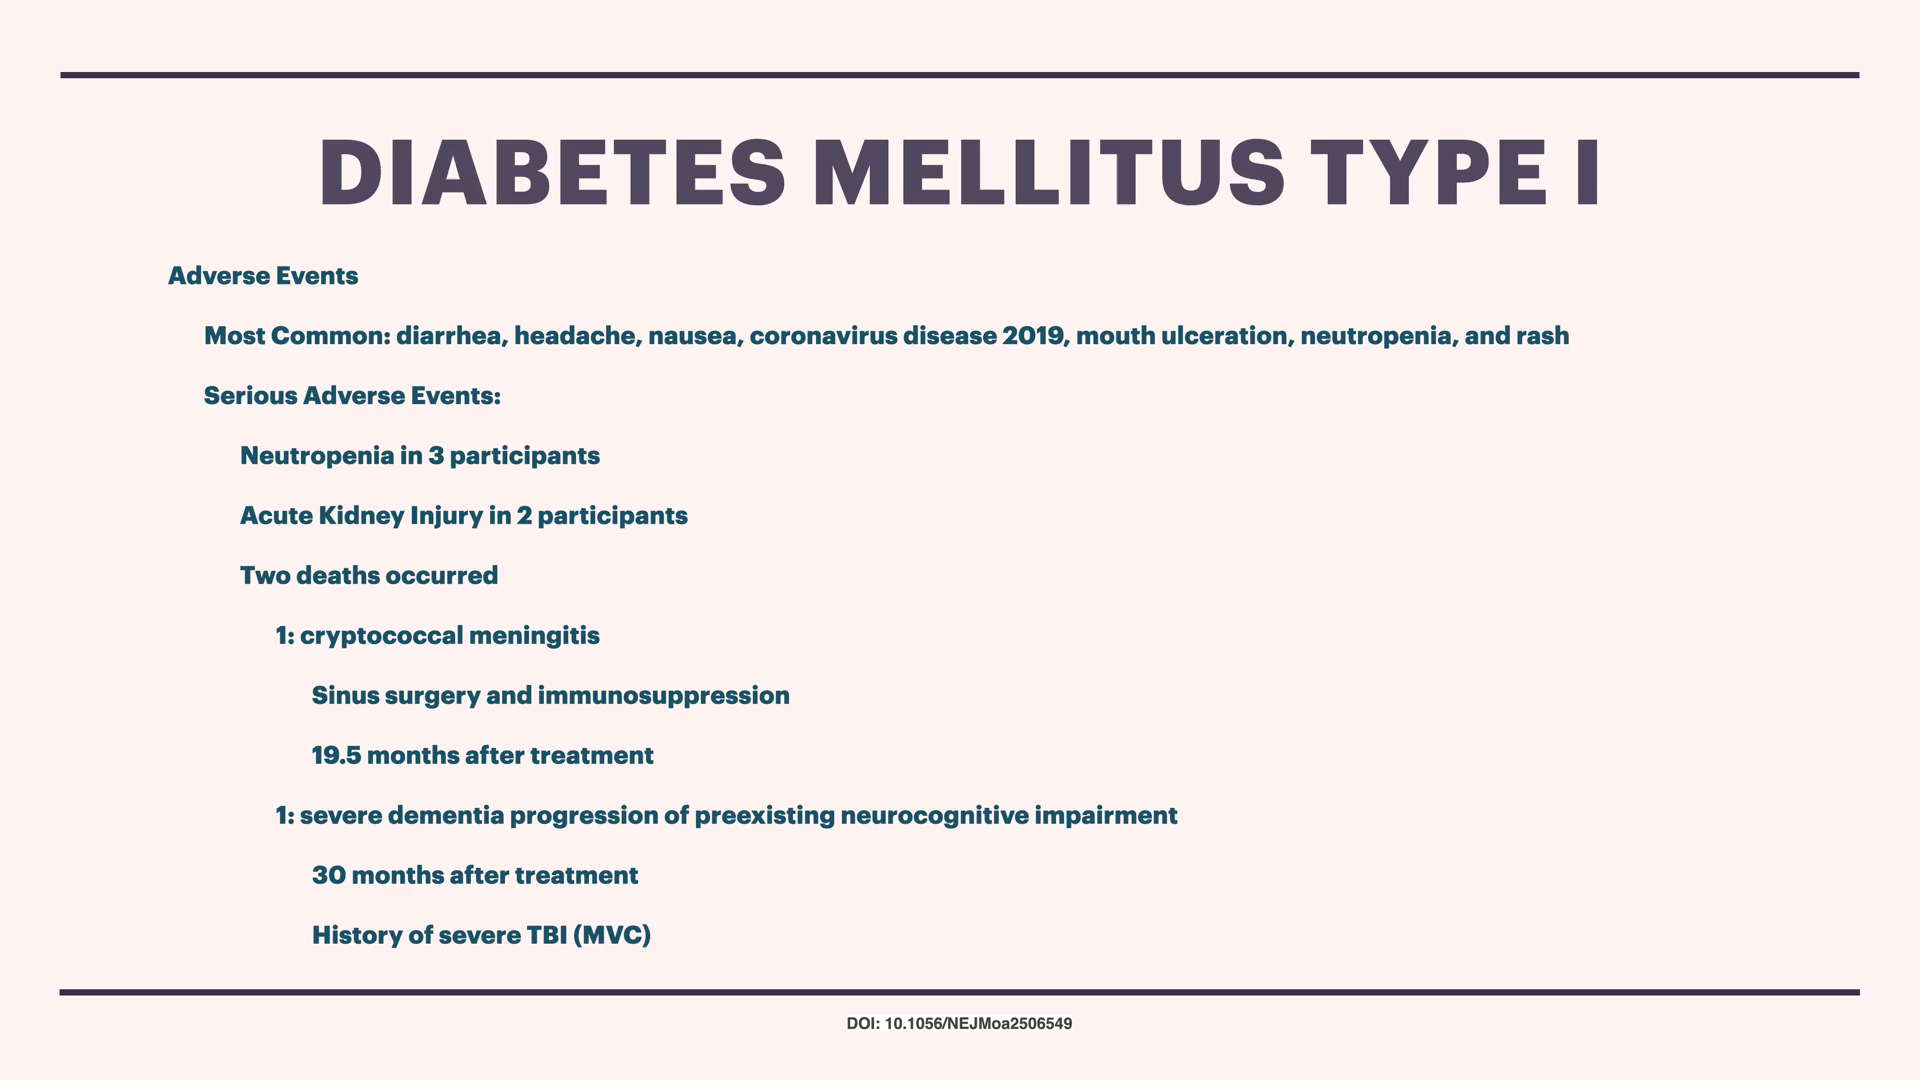 DIABETES MELLITUS TYPE I
Adverse Events
Most Common: diarrhea, headache, nausea, coronavirus disease 2019, mouth ulceration, neutropenia, and rash
Serious Adverse Events:
Neutropenia in 3 participants
Acute Kidney Injury in 2 participants
Two deaths occurred
1: cryptococcal meningitis
Sinus surgery and immunosuppression
19.5 months after treatment
1: severe dementia progression of preexisting neurocognitive impairment
30 months after treatment
History of severe TBI (MVC)
DOI: 10.1056/NEJMoa2506549